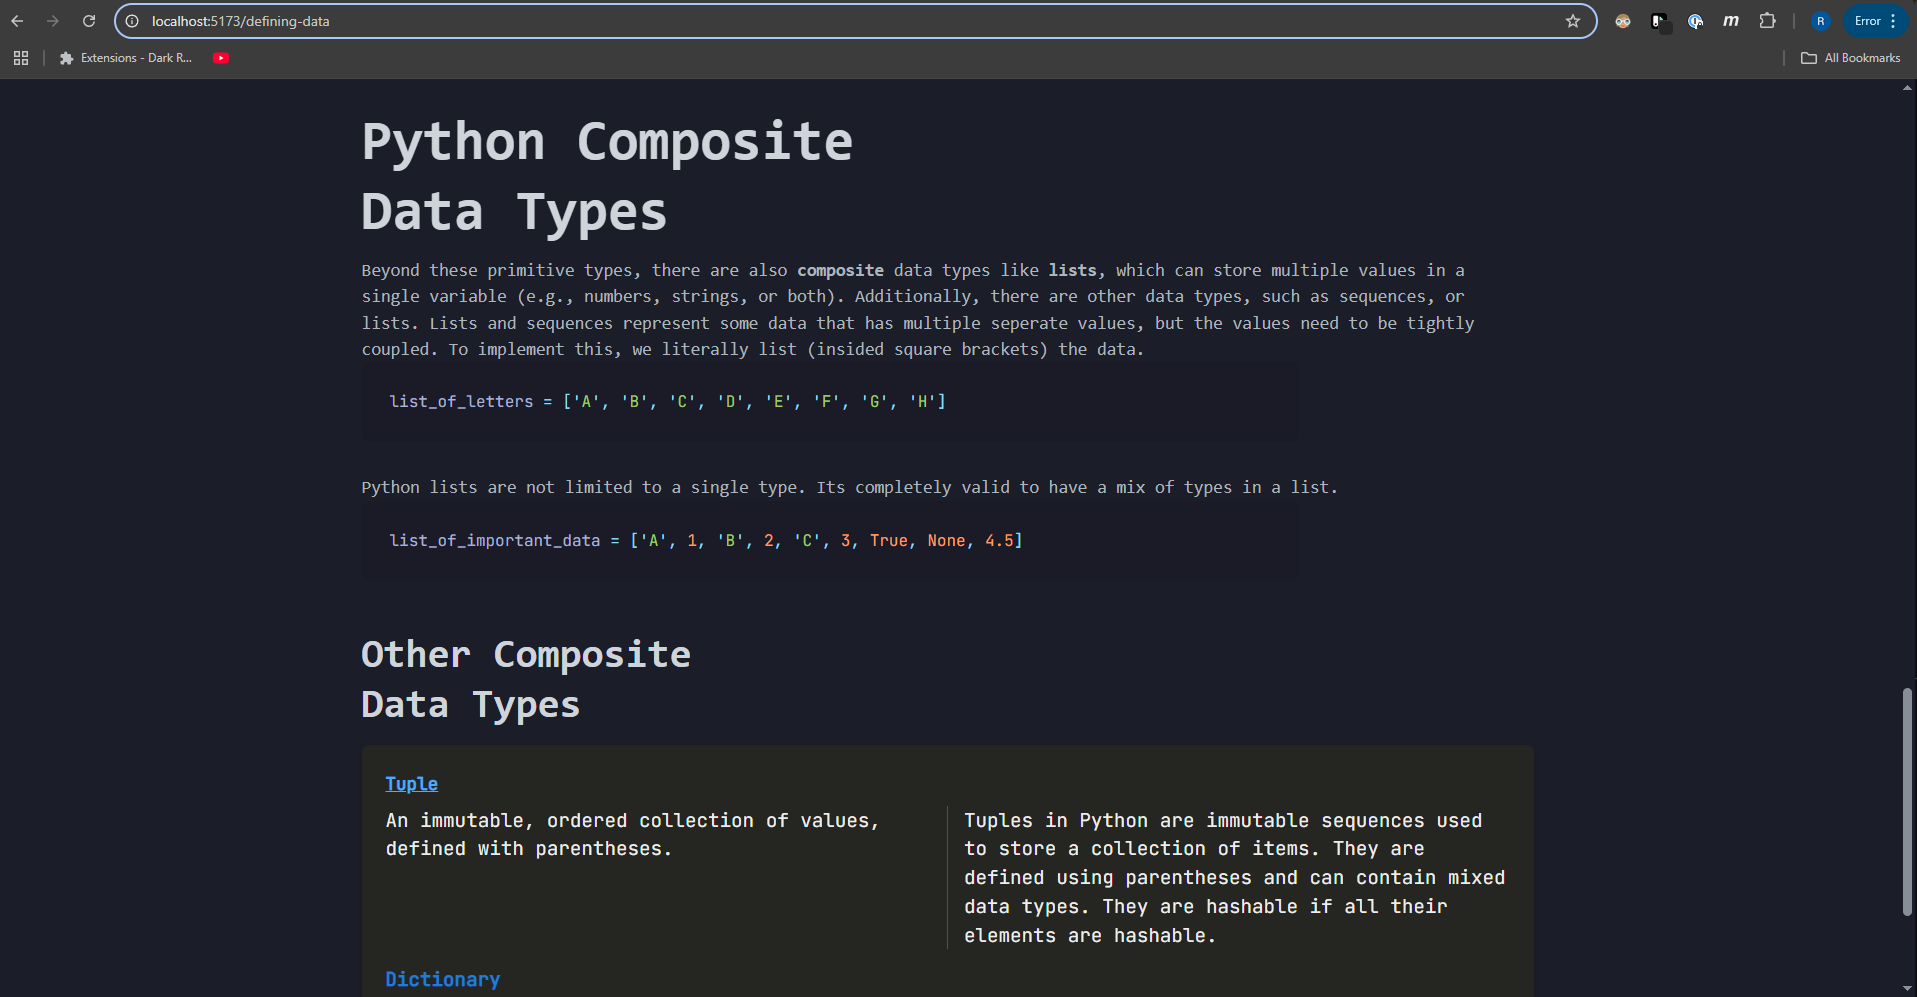 localhost:5173/defining-data
m
R
Error
Extensions - Dark R...
All Bookmarks
Python Composite
Data Types
Beyond these primitive types, there are also composite data types like lists, which can store multiple values in a
single variable (e.g., numbers, strings, or both). Additionally, there are other data types, such as sequences, or
lists. Lists and sequences represent some data that has multiple seperate values, but the values need to be tightly
coupled. To implement this, we literally list (insided square brackets) the data.
list_of_letters = ['A', 'B', 'C', 'D', 'E', 'F', 'G', 'H']
Python lists are not limited to a single type. Its completely valid to have a mix of types in a list.
list_of_important_data = ['A', 1, 'B', 2, 'C', 3, True, None, 4.5]
Other Composite
Data Types
Tuple
An immutable, ordered collection of values,
defined with parentheses.
Tuples in Python are immutable sequences used
to store a collection of items. They are
defined using parentheses and can contain mixed
data types. They are hashable if all their
elements are hashable.
Dictionary